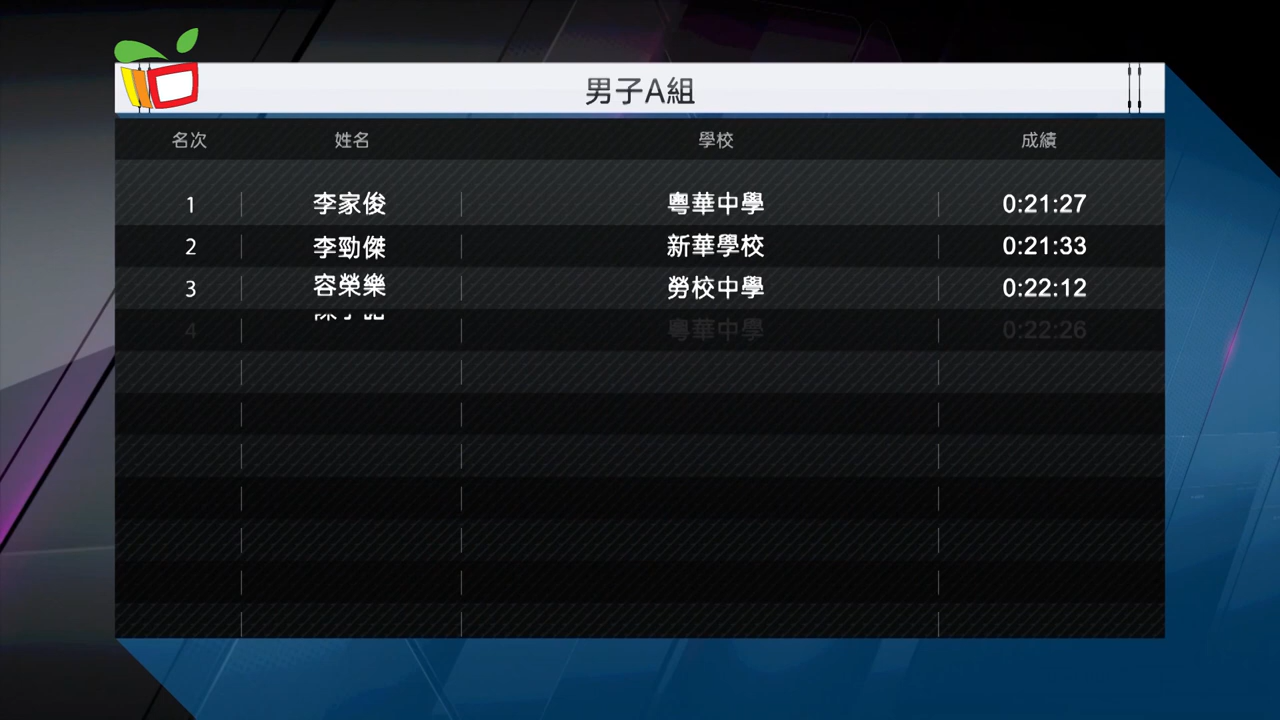 男子A組
名次 姓名 學校 成績
1 李家俊 粵華中學 0:21:27
2 李勁傑 新華學校 0:21:33
3 容榮樂 勞校中學 0:22:12
4 粵華中學 0:22:26